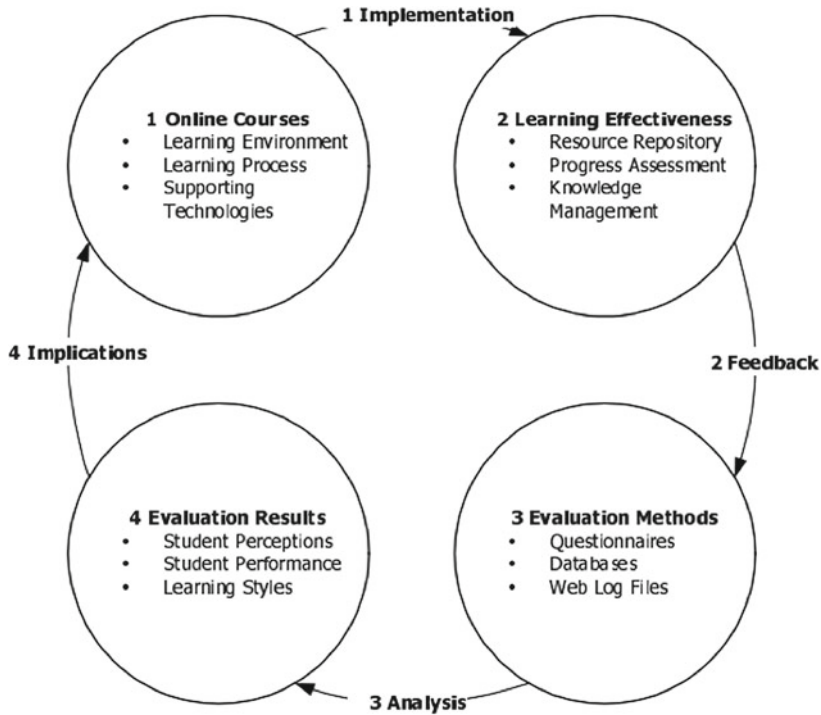 1 Implementation
1 Online Courses
• Learning Environment
• Learning Process
• Supporting
Technologies
2 Learning Effectiveness
• Resource Repository
• Progress Assessment
• Knowledge
Management
4 Implications
2 Feedback
4 Evaluation Results
• Student Perceptions
• Student Performance
• Learning Styles
3 Evaluation Methods
• Questionnaires
• Databases
• Web Log Files
3 Analysis